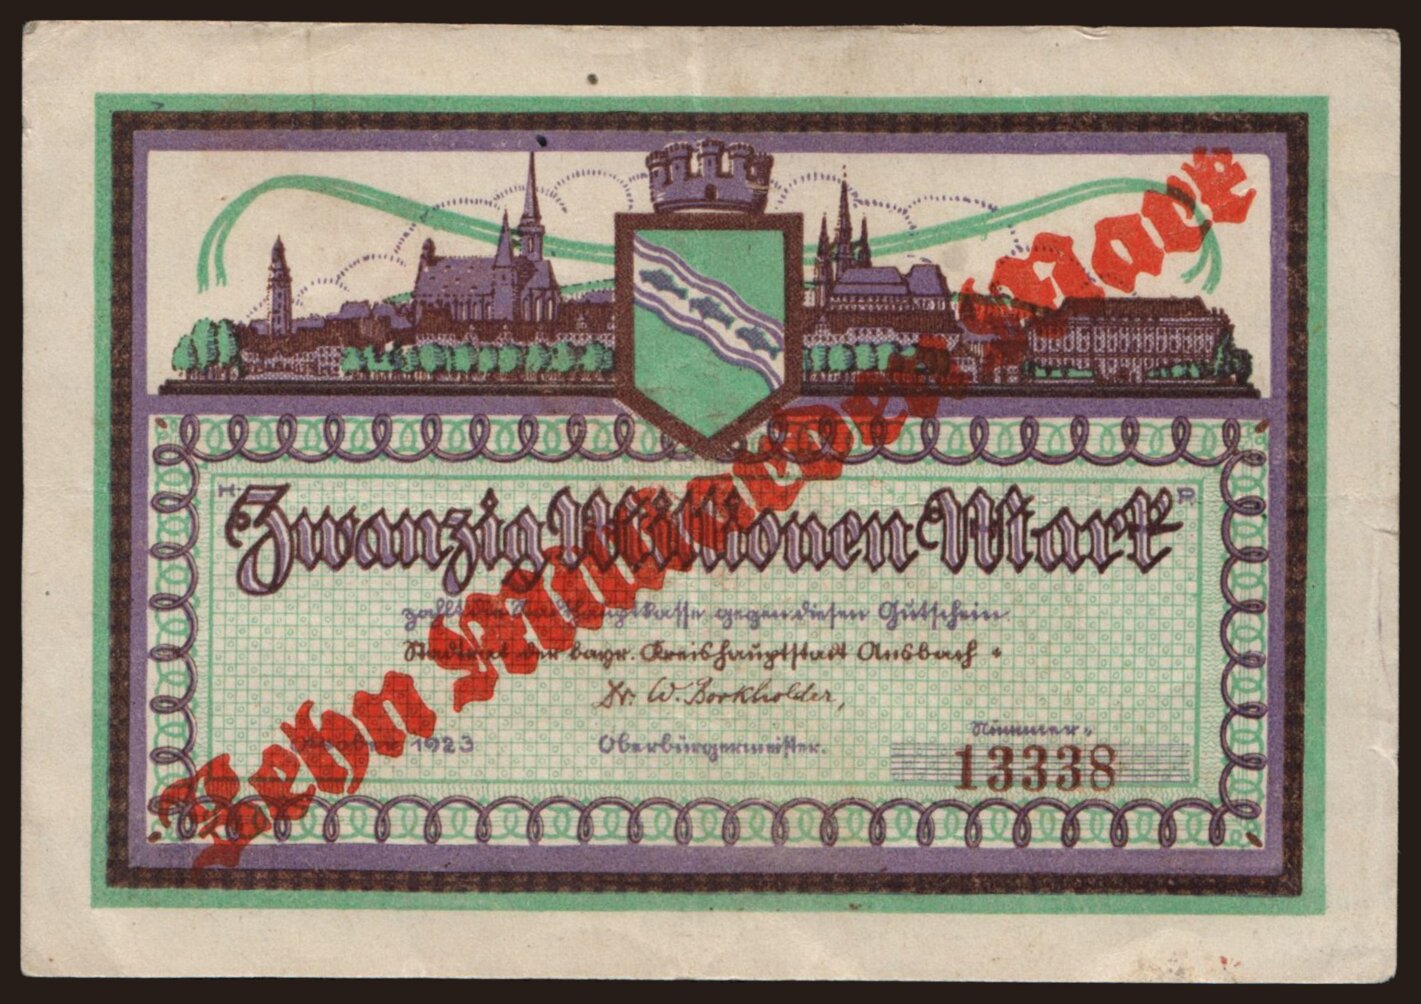 H.
P.
Zwanzig Millionen Mark
zahlt die Stadthauptkasse gegen diesen Gutschein
Stadtrat der bayr. Kreishauptstadt Ansbach
Dr. W. Borkholder,
Oktober 1923
Oberbürgermeister.
Nummer
13338
Zehn Milliarden Mark